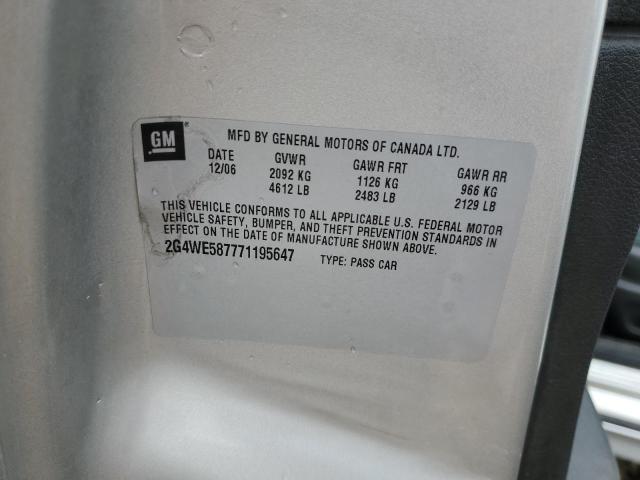 GM
MFD BY GENERAL MOTORS OF CANADA LTD.
DATE GVWR GAWR FRT GAWR RR
12/06 2092 KG 1126 KG 966 KG
4612 LB 2483 LB 2129 LB
THIS VEHICLE CONFORMS TO ALL APPLICABLE U.S. FEDERAL MOTOR
VEHICLE SAFETY, BUMPER, AND THEFT PREVENTION STANDARDS IN
EFFECT ON THE DATE OF MANUFACTURE SHOWN ABOVE.
2G4WE587771195647 TYPE: PASS CAR